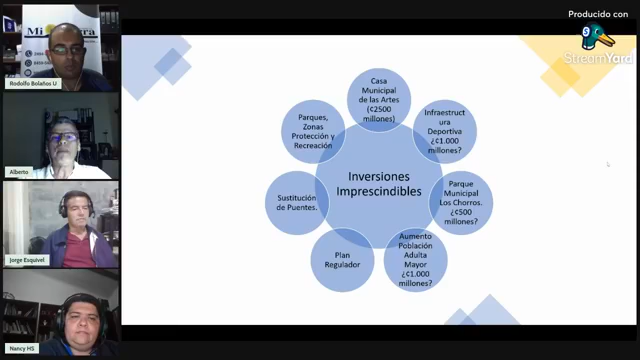 Producido con
StreamYard
Rodolfo Bolaños U
Alberto
Jorge Esquivel
Nancy HS
Inversiones
Imprescindibles
Casa
Municipal
de las Artes
(¢2500
millones)
Infraestruct
ura
Deportiva
¿¢1.000
millones?
Parque
Municipal
Los Chorros.
¿¢500
millones?
Aumento
Población
Adulta
Mayor
¿¢1.000
millones?
Plan
Regulador
Sustitución
de Puentes.
Parques,
Zonas
Protección y
Recreación